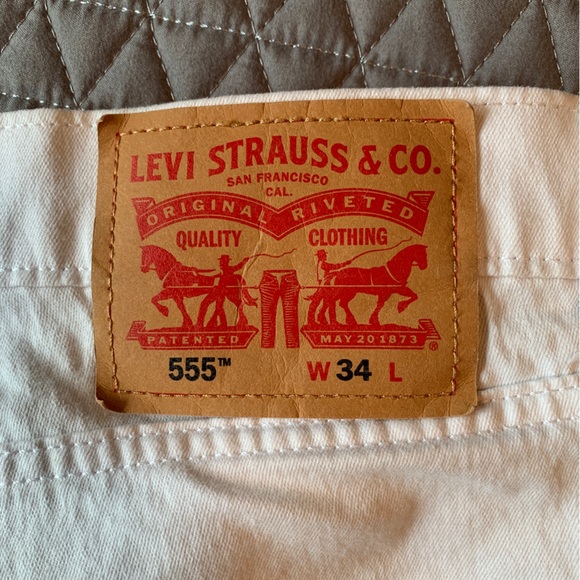 LEVI STRAUSS & CO.
SAN FRANCISCO
CAL.
ORIGINAL RIVETED
QUALITY CLOTHING
PATENTED MAY 20 1873 ®
555™ W 34 L